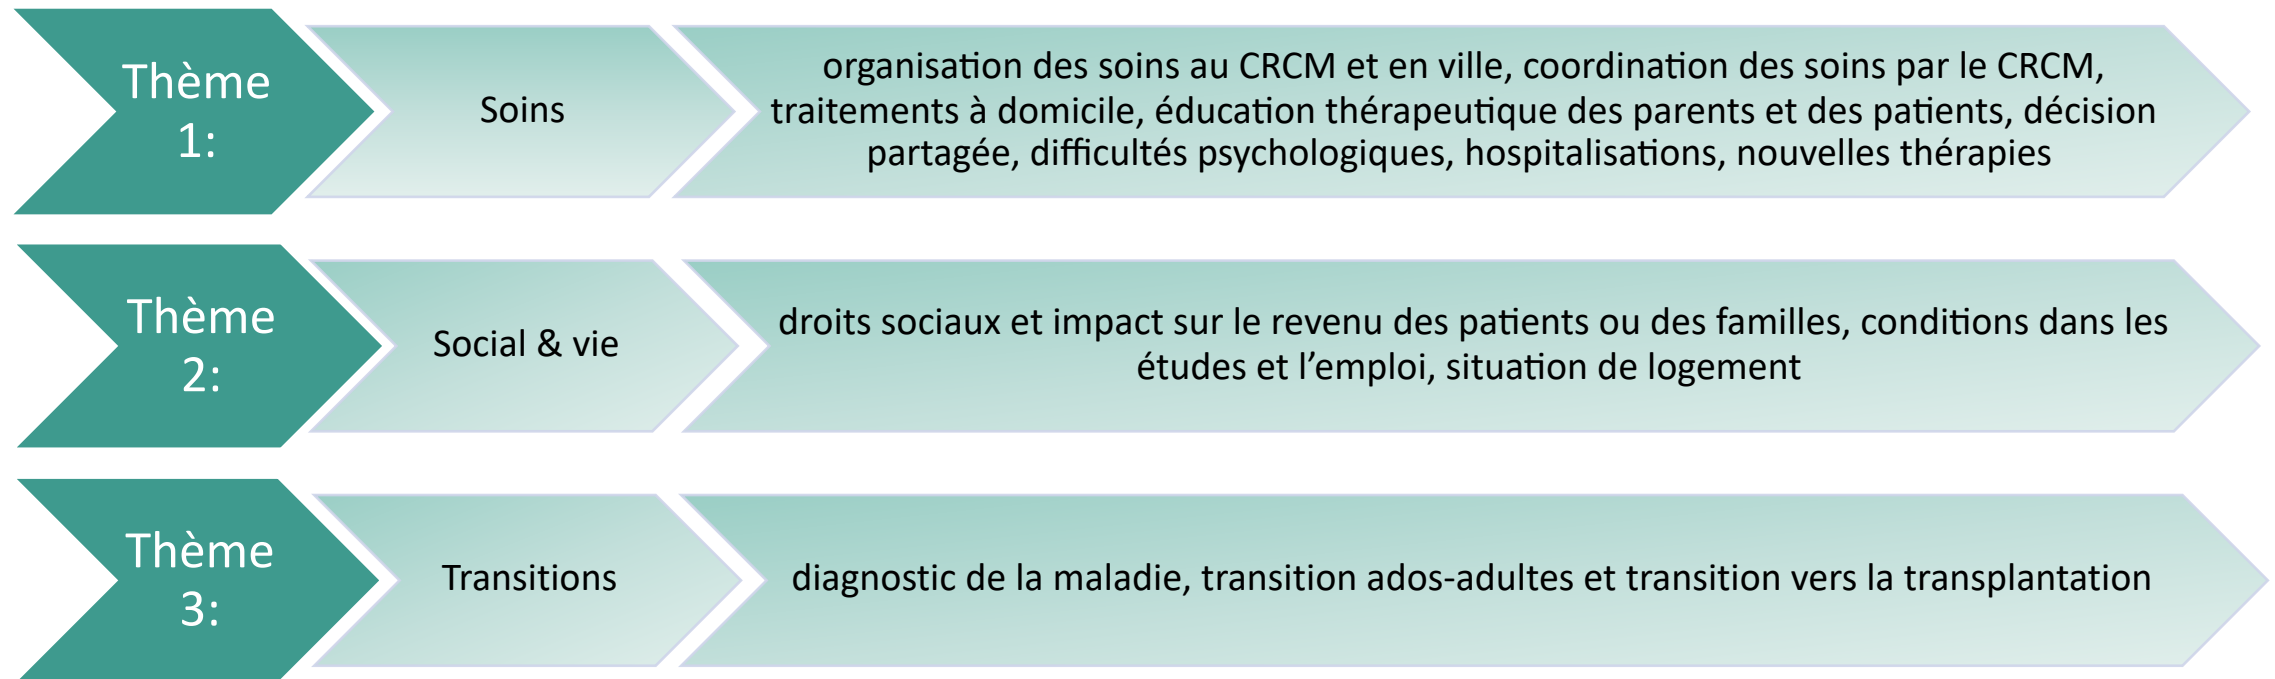 Thème
1:
Soins
organisation des soins au CRCM et en ville, coordination des soins par le CRCM,
traitements à domicile, éducation thérapeutique des parents et des patients, décision
partagée, difficultés psychologiques, hospitalisations, nouvelles thérapies
Thème
2:
Social & vie
droits sociaux et impact sur le revenu des patients ou des familles, conditions dans les
études et l’emploi, situation de logement
Thème
3:
Transitions
diagnostic de la maladie, transition ados-adultes et transition vers la transplantation